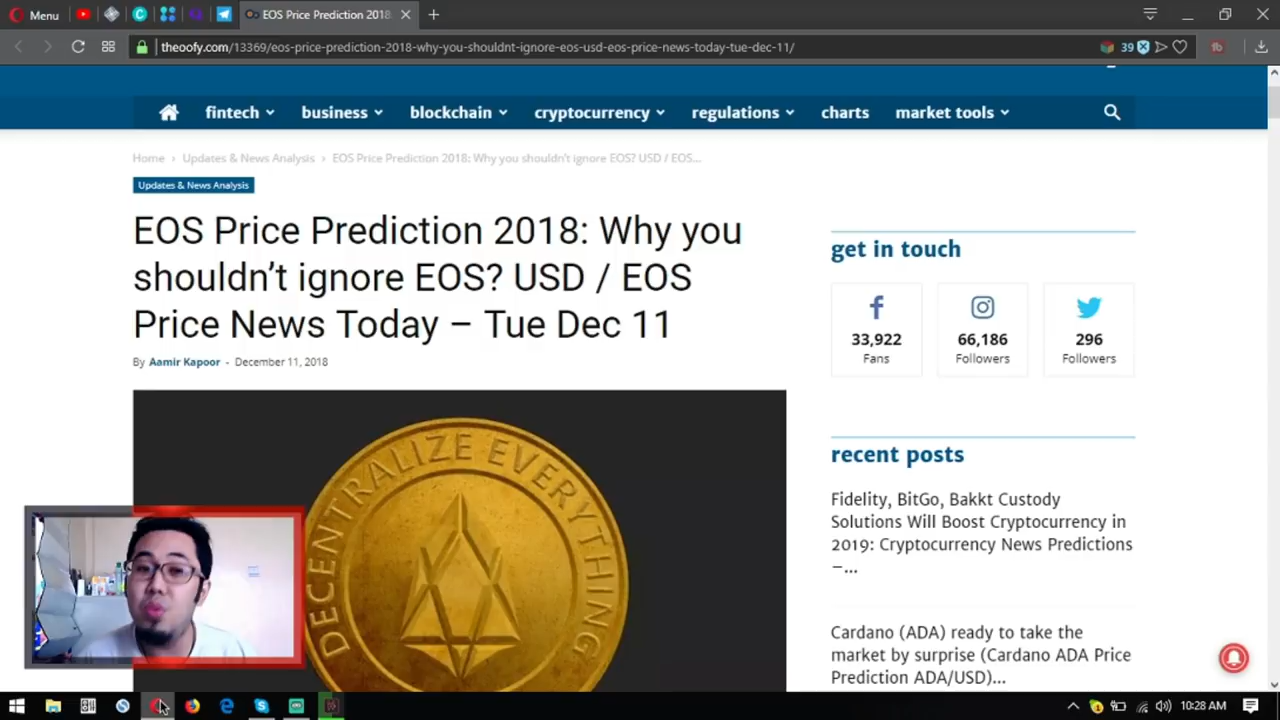 Menu
EOS Price Prediction 2018
theoofy.com/13369/eos-price-prediction-2018-why-you-shouldnt-ignore-eos-usd-eos-price-news-today-tue-dec-11/
39
fintech
business
blockchain
cryptocurrency
regulations
charts
market tools
Home › Updates & News Analysis › EOS Price Prediction 2018: Why you shouldn't ignore EOS? USD / EOS...
Updates & News Analysis
EOS Price Prediction 2018: Why you
shouldn't ignore EOS? USD / EOS
Price News Today – Tue Dec 11
By Aamir Kapoor - December 11, 2018
DECENTRALIZE EVERYTHING
get in touch
33,922
Fans
66,186
Followers
296
Followers
recent posts
Fidelity, BitGo, Bakkt Custody
Solutions Will Boost Cryptocurrency in
2019: Cryptocurrency News Predictions
–...
Cardano (ADA) ready to take the
market by surprise (Cardano ADA Price
Prediction ADA/USD)...
10:28 AM